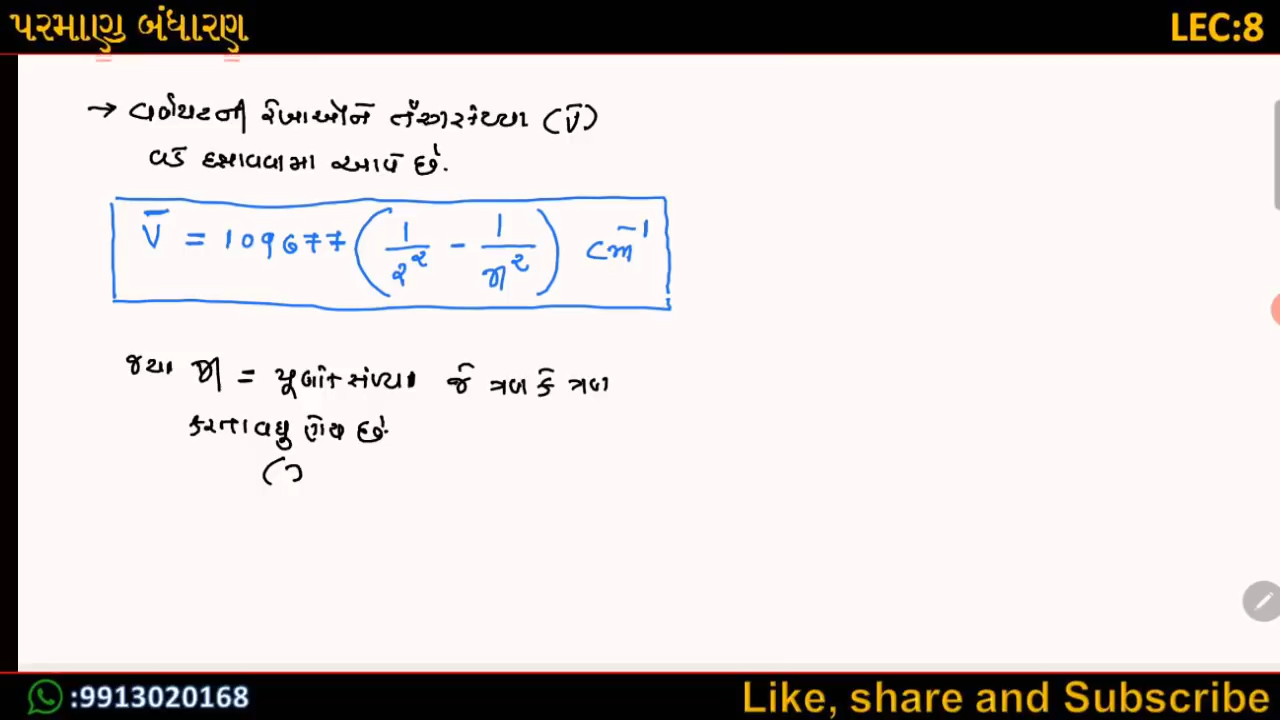 પરમાણુ બંધારણ
LEC:8
→ વર્ણપટની રેખાઓને તરંગસંખ્યા (v̄)
વડે દર્શાવવામા આવે છે.
v̄ = 109677 (1/2² - 1/n²) cm⁻¹
જ્યા n = પૂર્ણાંક સંખ્યા જે ત્રણ કે ત્રણ
કરતા વધુ હોય છે.
(
:9913020168
Like, share and Subscribe